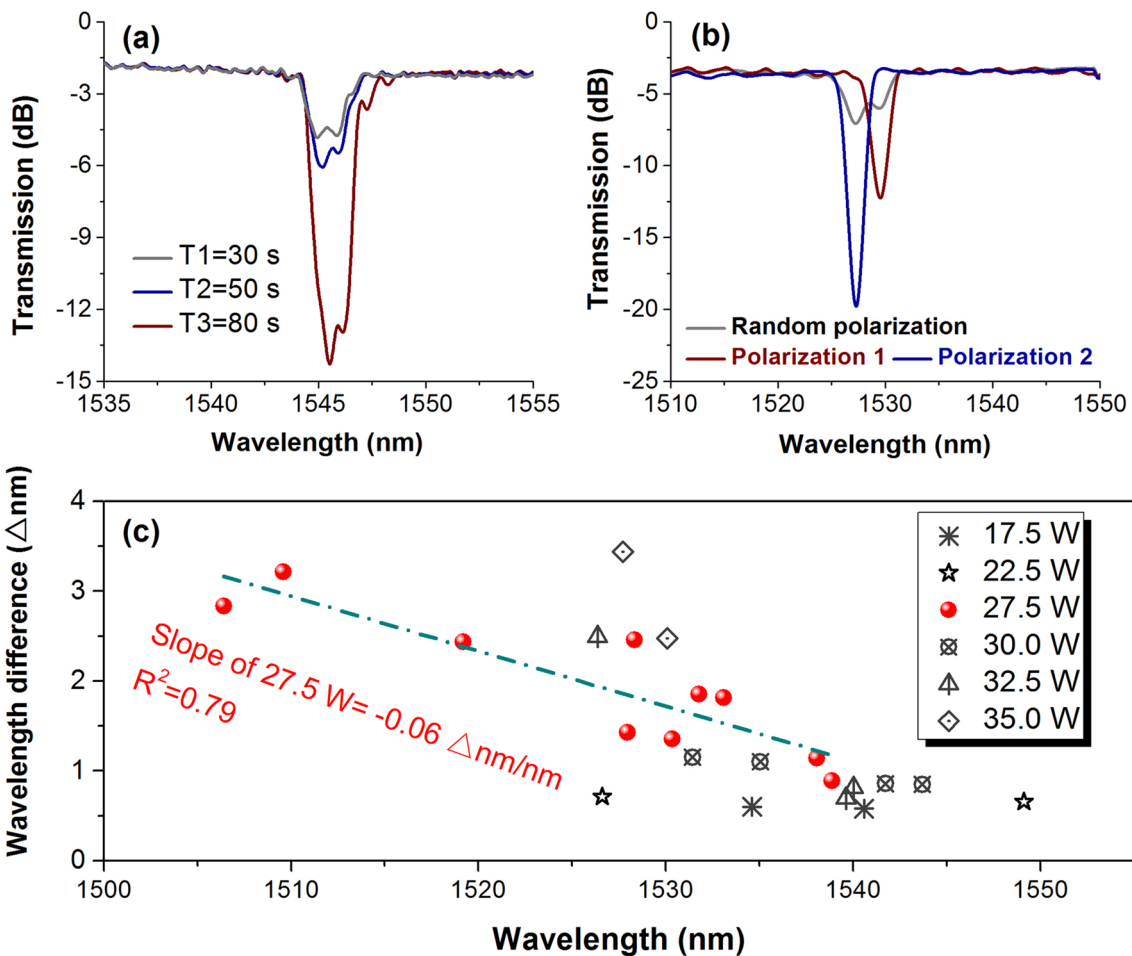 (a)
0
-3
-6
-9
-12
-15
Transmission (dB)
T1=30 s
T2=50 s
T3=80 s
1535 1540 1545 1550 1555
Wavelength (nm)
(b)
0
-5
-10
-15
-20
-25
Transmission (dB)
Random polarization
Polarization 1 Polarization 2
1510 1520 1530 1540 1550
Wavelength (nm)
(c)
4
3
2
1
0
Wavelength difference (△nm)
Slope of 27.5 W= -0.06 △nm/nm
R²=0.79
17.5 W
22.5 W
27.5 W
30.0 W
32.5 W
35.0 W
1500 1510 1520 1530 1540 1550
Wavelength (nm)